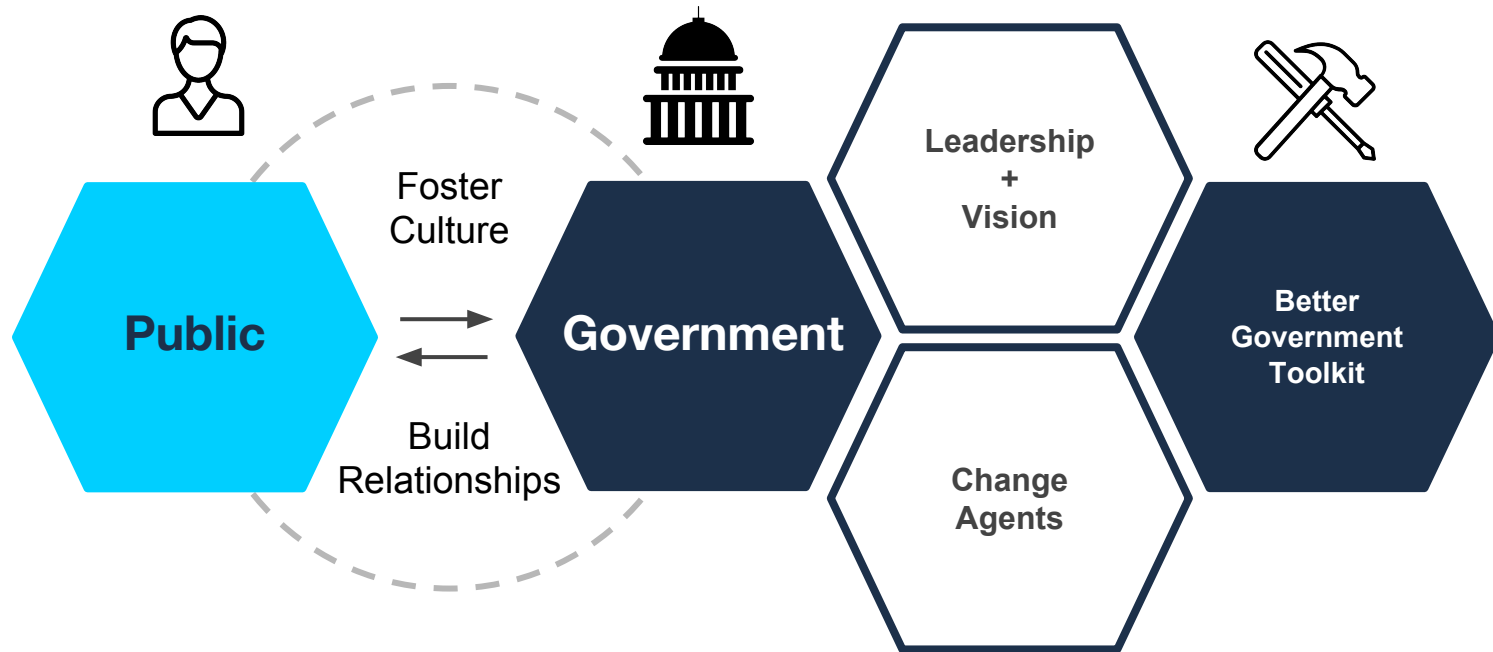 Public
Foster
Culture
Build
Relationships
Government
Leadership
+
Vision
Change
Agents
Better
Government
Toolkit